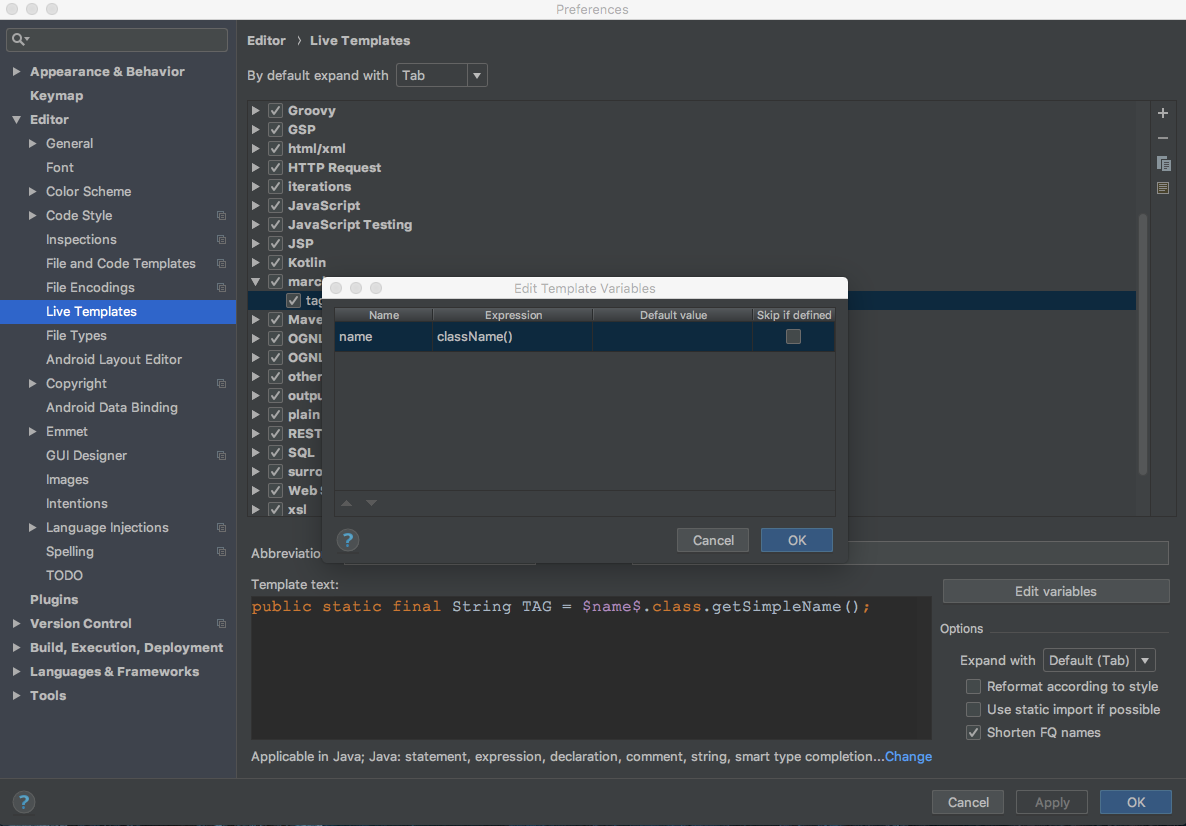 Preferences
Appearance & Behavior
Keymap
Editor
General
Font
Color Scheme
Code Style
Inspections
File and Code Templates
File Encodings
Live Templates
File Types
Android Layout Editor
Copyright
Android Data Binding
Emmet
GUI Designer
Images
Intentions
Language Injections
Spelling
TODO
Plugins
Version Control
Build, Execution, Deployment
Languages & Frameworks
Tools
Editor › Live Templates
By default expand with Tab
Groovy
GSP
html/xml
HTTP Request
iterations
JavaScript
JavaScript Testing
JSP
Kotlin
marc
tag
Mave
OGNL
OGNL
other
outpu
plain
REST
SQL
surro
Web S
xsl
Edit Template Variables
Name Expression Default value Skip if defined
name className()
? Cancel OK
Abbreviatio
Template text:
public static final String TAG = $name$.class.getSimpleName();
Edit variables
Options
Expand with Default (Tab)
Reformat according to style
Use static import if possible
Shorten FQ names
Applicable in Java; Java: statement, expression, declaration, comment, string, smart type completion...Change
? Cancel Apply OK